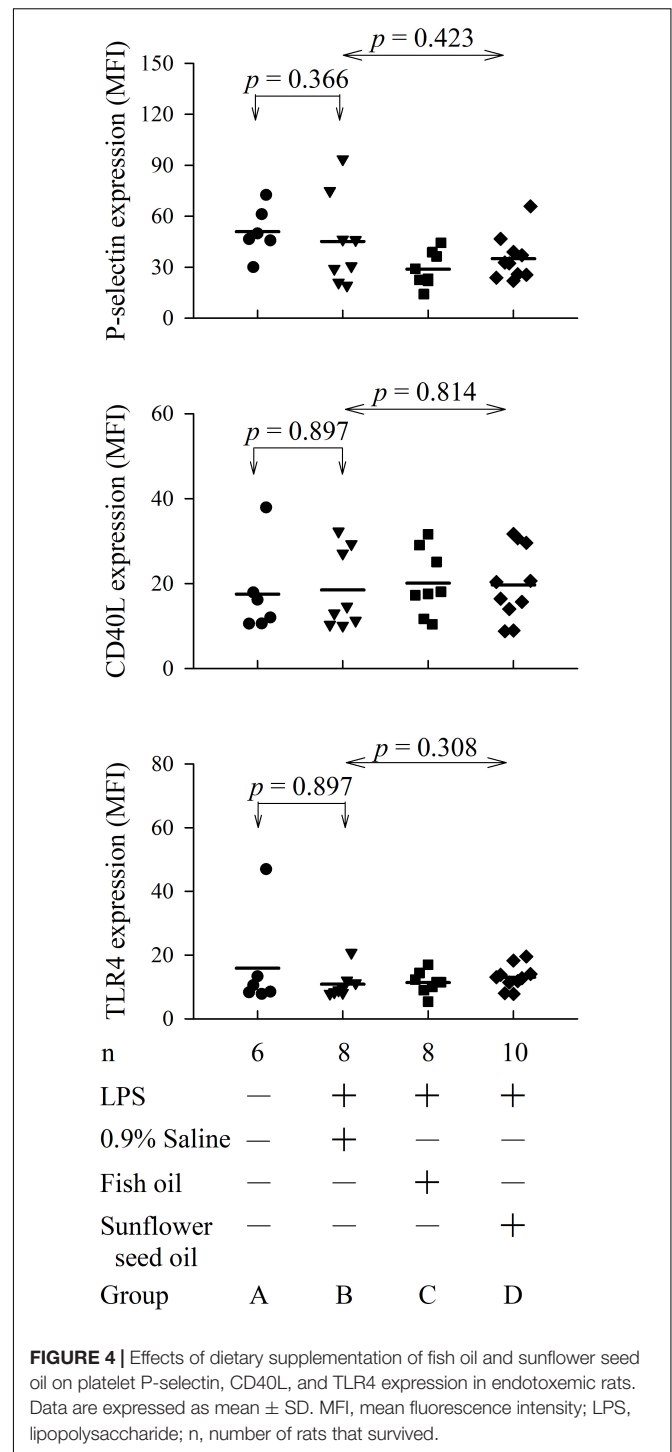 p = 0.423
150
p = 0.366
120
90
60
30
0
P-selectin expression (MFI)
p = 0.814
60
p = 0.897
40
20
0
CD40L expression (MFI)
p = 0.308
80
p = 0.897
60
40
20
0
TLR4 expression (MFI)
n 6 8 8 10
LPS — + + +
0.9% Saline — + — —
Fish oil — — + —
Sunflower — — — +
seed oil
Group A B C D
FIGURE 4 | Effects of dietary supplementation of fish oil and sunflower seed
oil on platelet P-selectin, CD40L, and TLR4 expression in endotoxemic rats.
Data are expressed as mean ± SD. MFI, mean fluorescence intensity; LPS,
lipopolysaccharide; n, number of rats that survived.